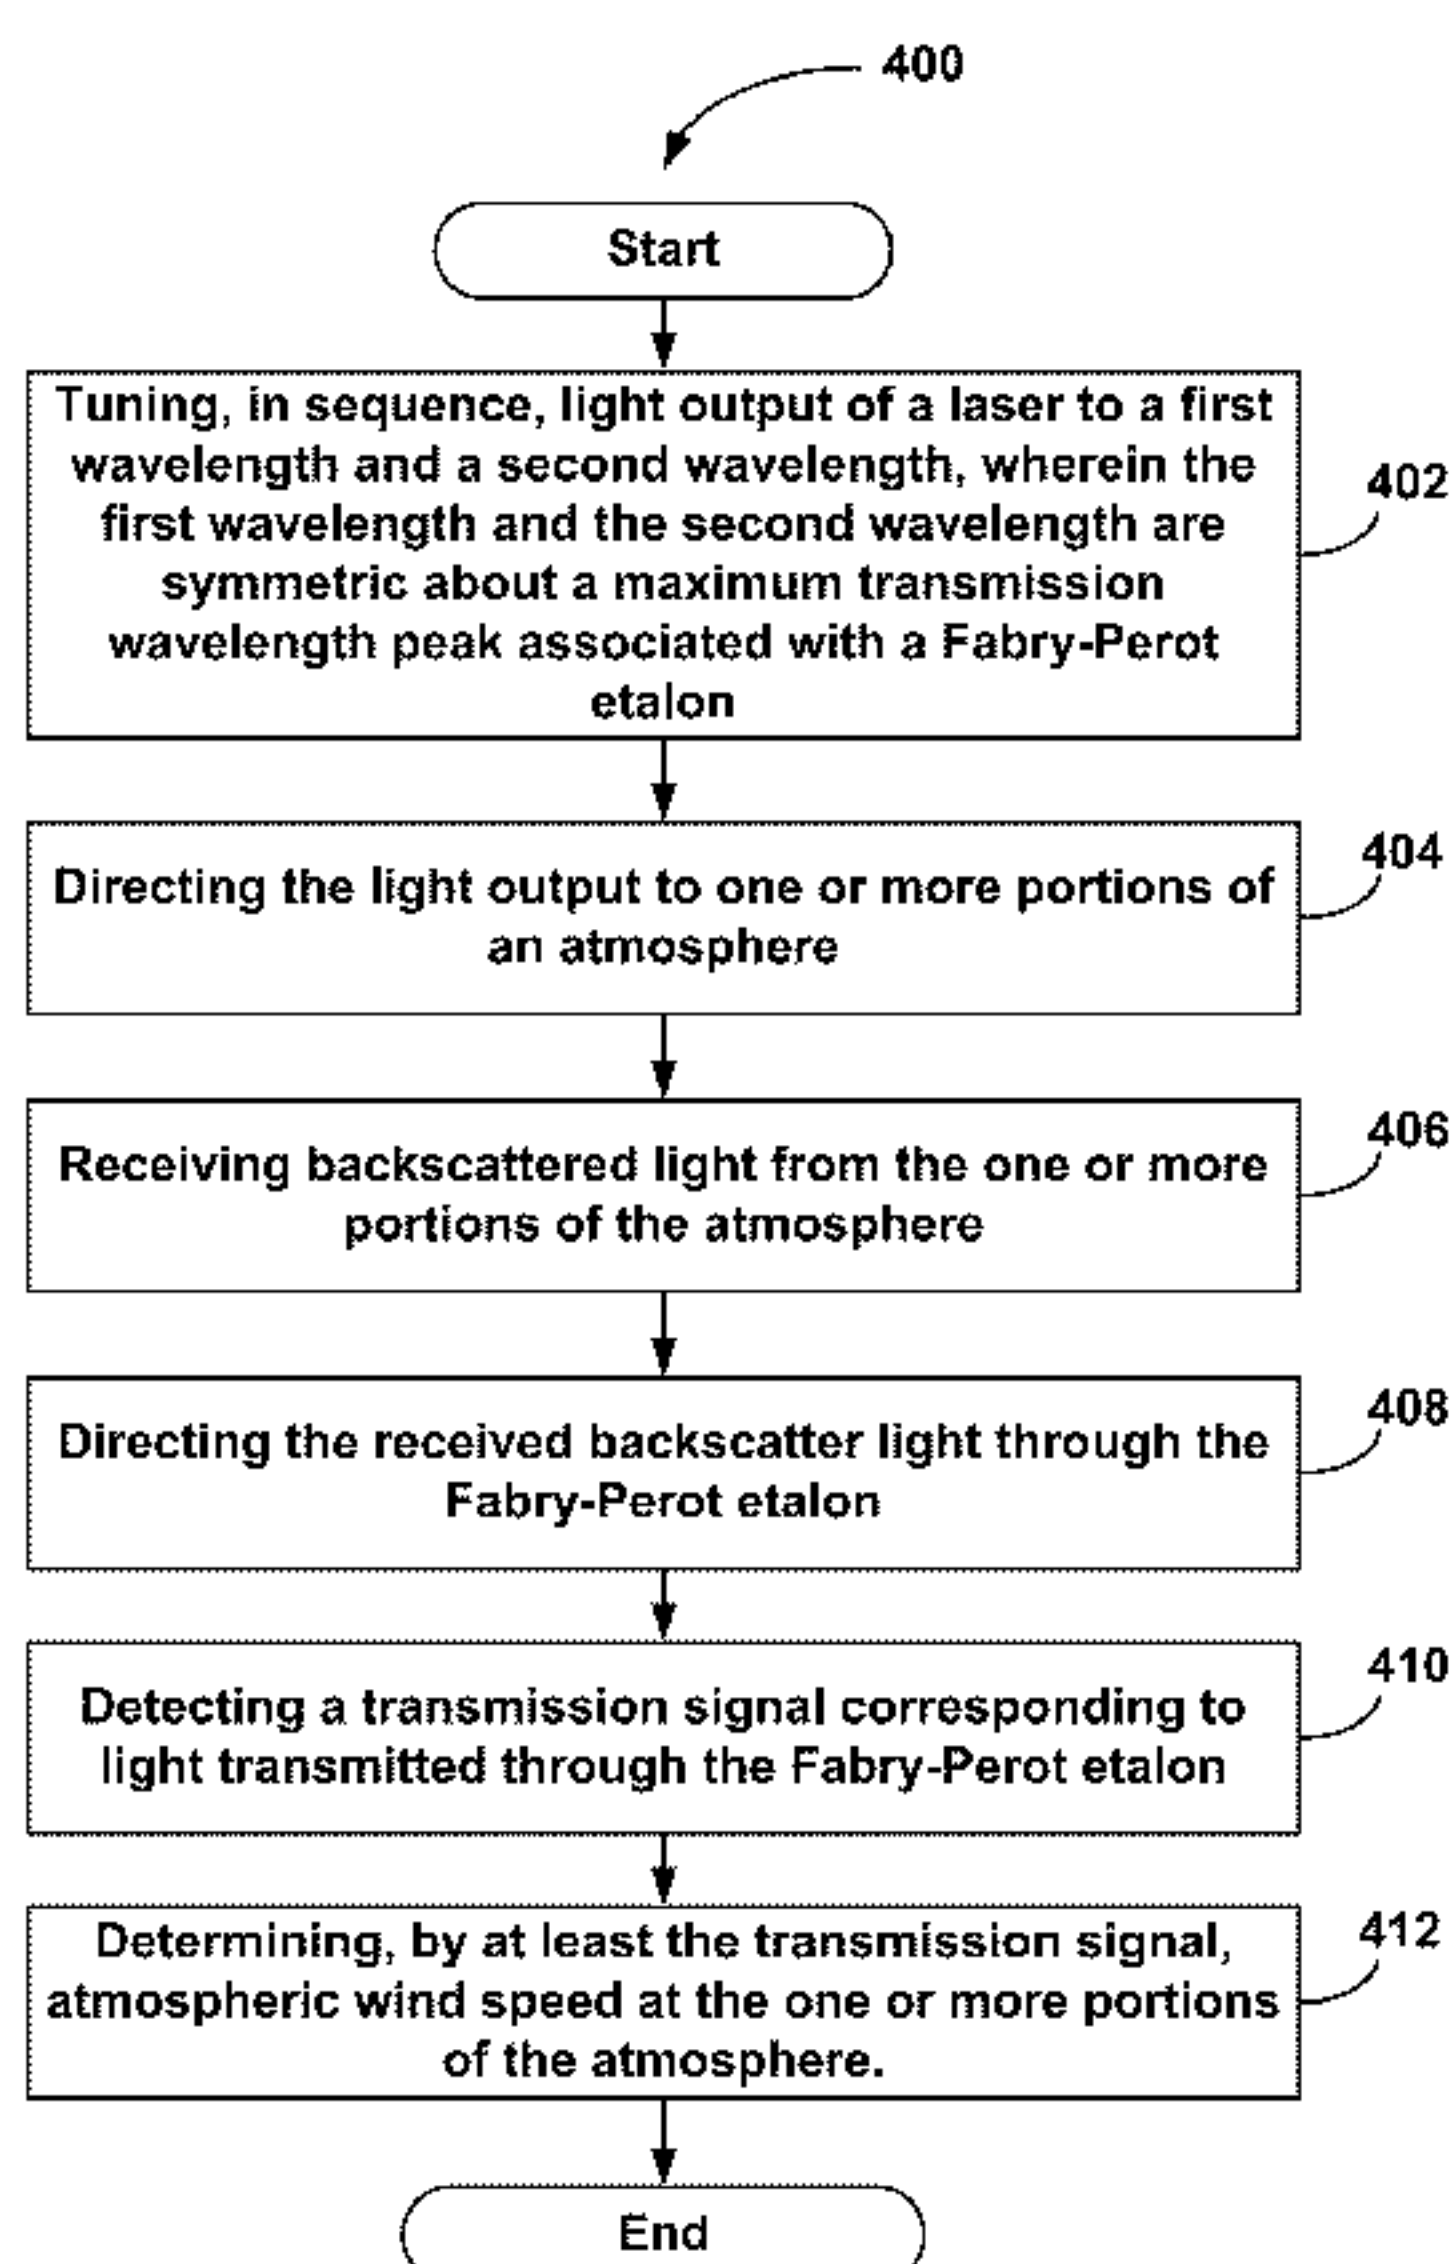 400
Start
Tuning, in sequence, light output of a laser to a first
wavelength and a second wavelength, wherein the
first wavelength and the second wavelength are
symmetric about a maximum transmission
wavelength peak associated with a Fabry-Perot
etalon
402
Directing the light output to one or more portions of
an atmosphere
404
Receiving backscattered light from the one or more
portions of the atmosphere
406
Directing the received backscatter light through the
Fabry-Perot etalon
408
Detecting a transmission signal corresponding to
light transmitted through the Fabry-Perot etalon
410
Determining, by at least the transmission signal,
atmospheric wind speed at the one or more portions
of the atmosphere.
412
End